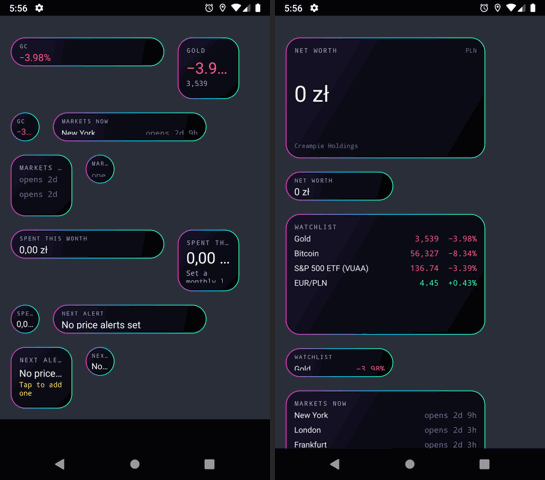 5:56
GC
−3.98%
GOLD
−3.9...
3,539
GC
−3...
MARKETS NOW
New York opens 2d 9h
MARKETS ...
opens 2d
opens 2d
MAR...
ope...
SPENT THIS MONTH
0,00 zł
SPENT TH...
0,00 ...
Set a
monthly l
SPE...
0,0...
NEXT ALERT
No price alerts set
NEXT ALE...
No price...
Tap to add
one
NEX...
No...
5:56
NET WORTH PLN
0 zł
Creampie Holdings
NET WORTH
0 zł
WATCHLIST
Gold 3,539 −3.98%
Bitcoin 56,327 −8.34%
S&P 500 ETF (VUAA) 136.74 −3.39%
EUR/PLN 4.45 +0.43%
WATCHLIST
Gold −3.98%
MARKETS NOW
New York opens 2d 9h
London opens 2d 3h
Frankfurt opens 2d 3h